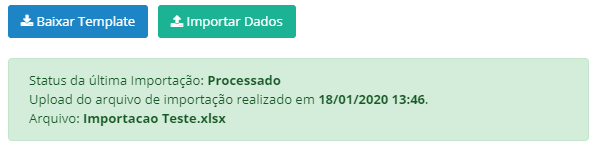 Baixar Template Importar Dados
Status da última Importação: Processado
Upload do arquivo de importação realizado em 18/01/2020 13:46.
Arquivo: Importacao Teste.xlsx